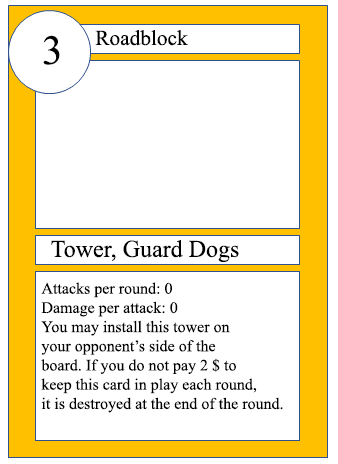 3
Roadblock
Tower, Guard Dogs
Attacks per round: 0
Damage per attack: 0
You may install this tower on
your opponent’s side of the
board. If you do not pay 2 $ to
keep this card in play each round,
it is destroyed at the end of the round.